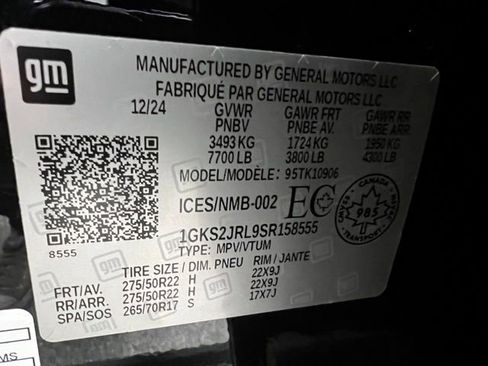 gm
MANUFACTURED BY GENERAL MOTORS LLC
FABRIQUÉ PAR GENERAL MOTORS LLC
12/24 GVWR GAWR FRT GAWR RR
PNBV PNBE AV. PNBE ARR.
3493 KG 1724 KG 1950 KG
7700 LB 3800 LB 4300 LB
MODEL/MODÈLE: 95TK10906
ICES/NMB-002 EC
CANADA
985
1GKS2JRL9SR158555
8555
TYPE: MPV/VTUM
TIRE SIZE / DIM. PNEU RIM / JANTE
FRT/AV. 275/50R22 H 22X9J
RR/ARR. 275/50R22 H 22X9J
SPA/SOS 265/70R17 S 17X7J
MS